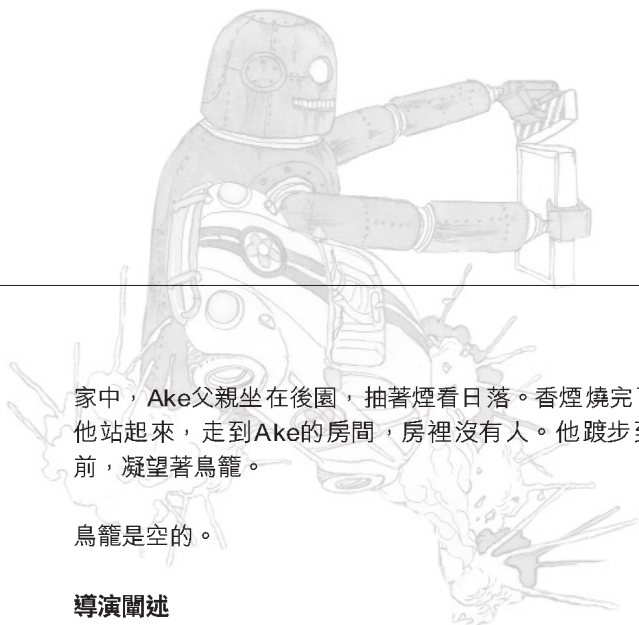 家中，Ake父親坐在後園，抽著煙看日落。香煙燒完
他站起來，走到Ake的房間，房裡沒有人。他踱步
前，凝望著鳥籠。
鳥籠是空的。
導演闡述